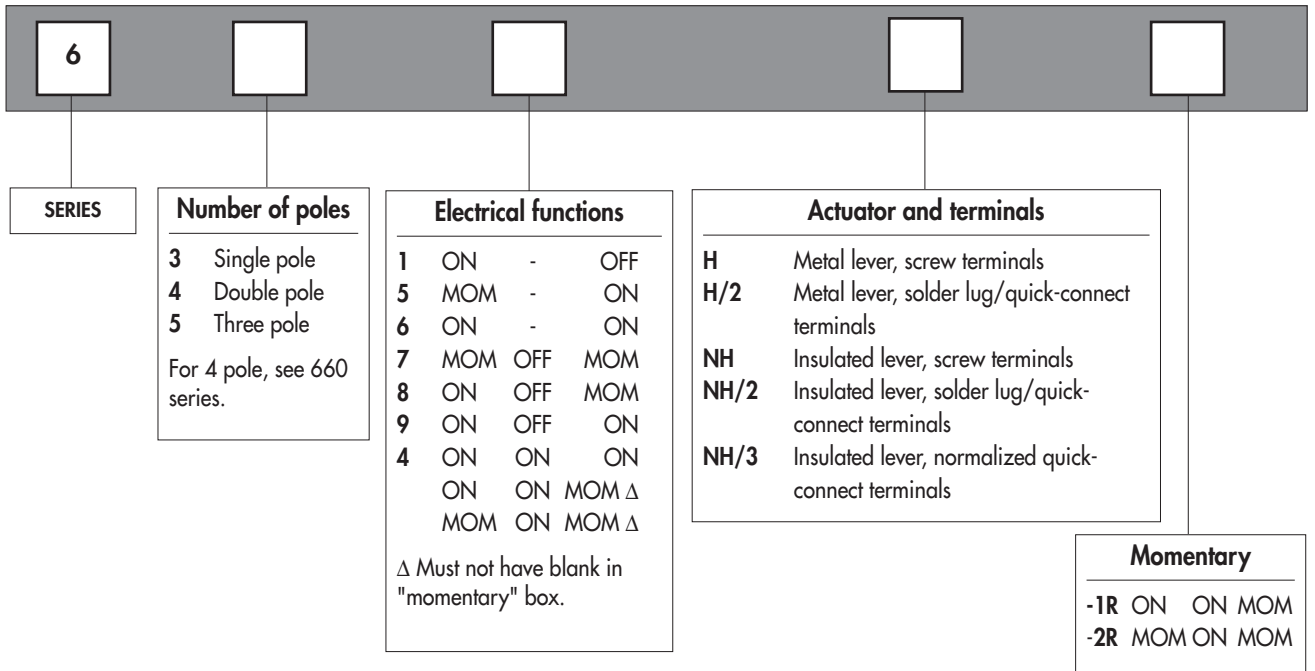 6
SERIES
Number of poles
3 Single pole
4 Double pole
5 Three pole
For 4 pole, see 660
series.
Electrical functions
1 ON - OFF
5 MOM - ON
6 ON - ON
7 MOM OFF MOM
8 ON OFF MOM
9 ON OFF ON
4 ON ON ON
ON ON MOM Δ
MOM ON MOM Δ
Δ Must not have blank in
"momentary" box.
Actuator and terminals
H Metal lever, screw terminals
H/2 Metal lever, solder lug/quick-connect
terminals
NH Insulated lever, screw terminals
NH/2 Insulated lever, solder lug/quick-
connect terminals
NH/3 Insulated lever, normalized quick-
connect terminals
Momentary
-1R ON ON MOM
-2R MOM ON MOM